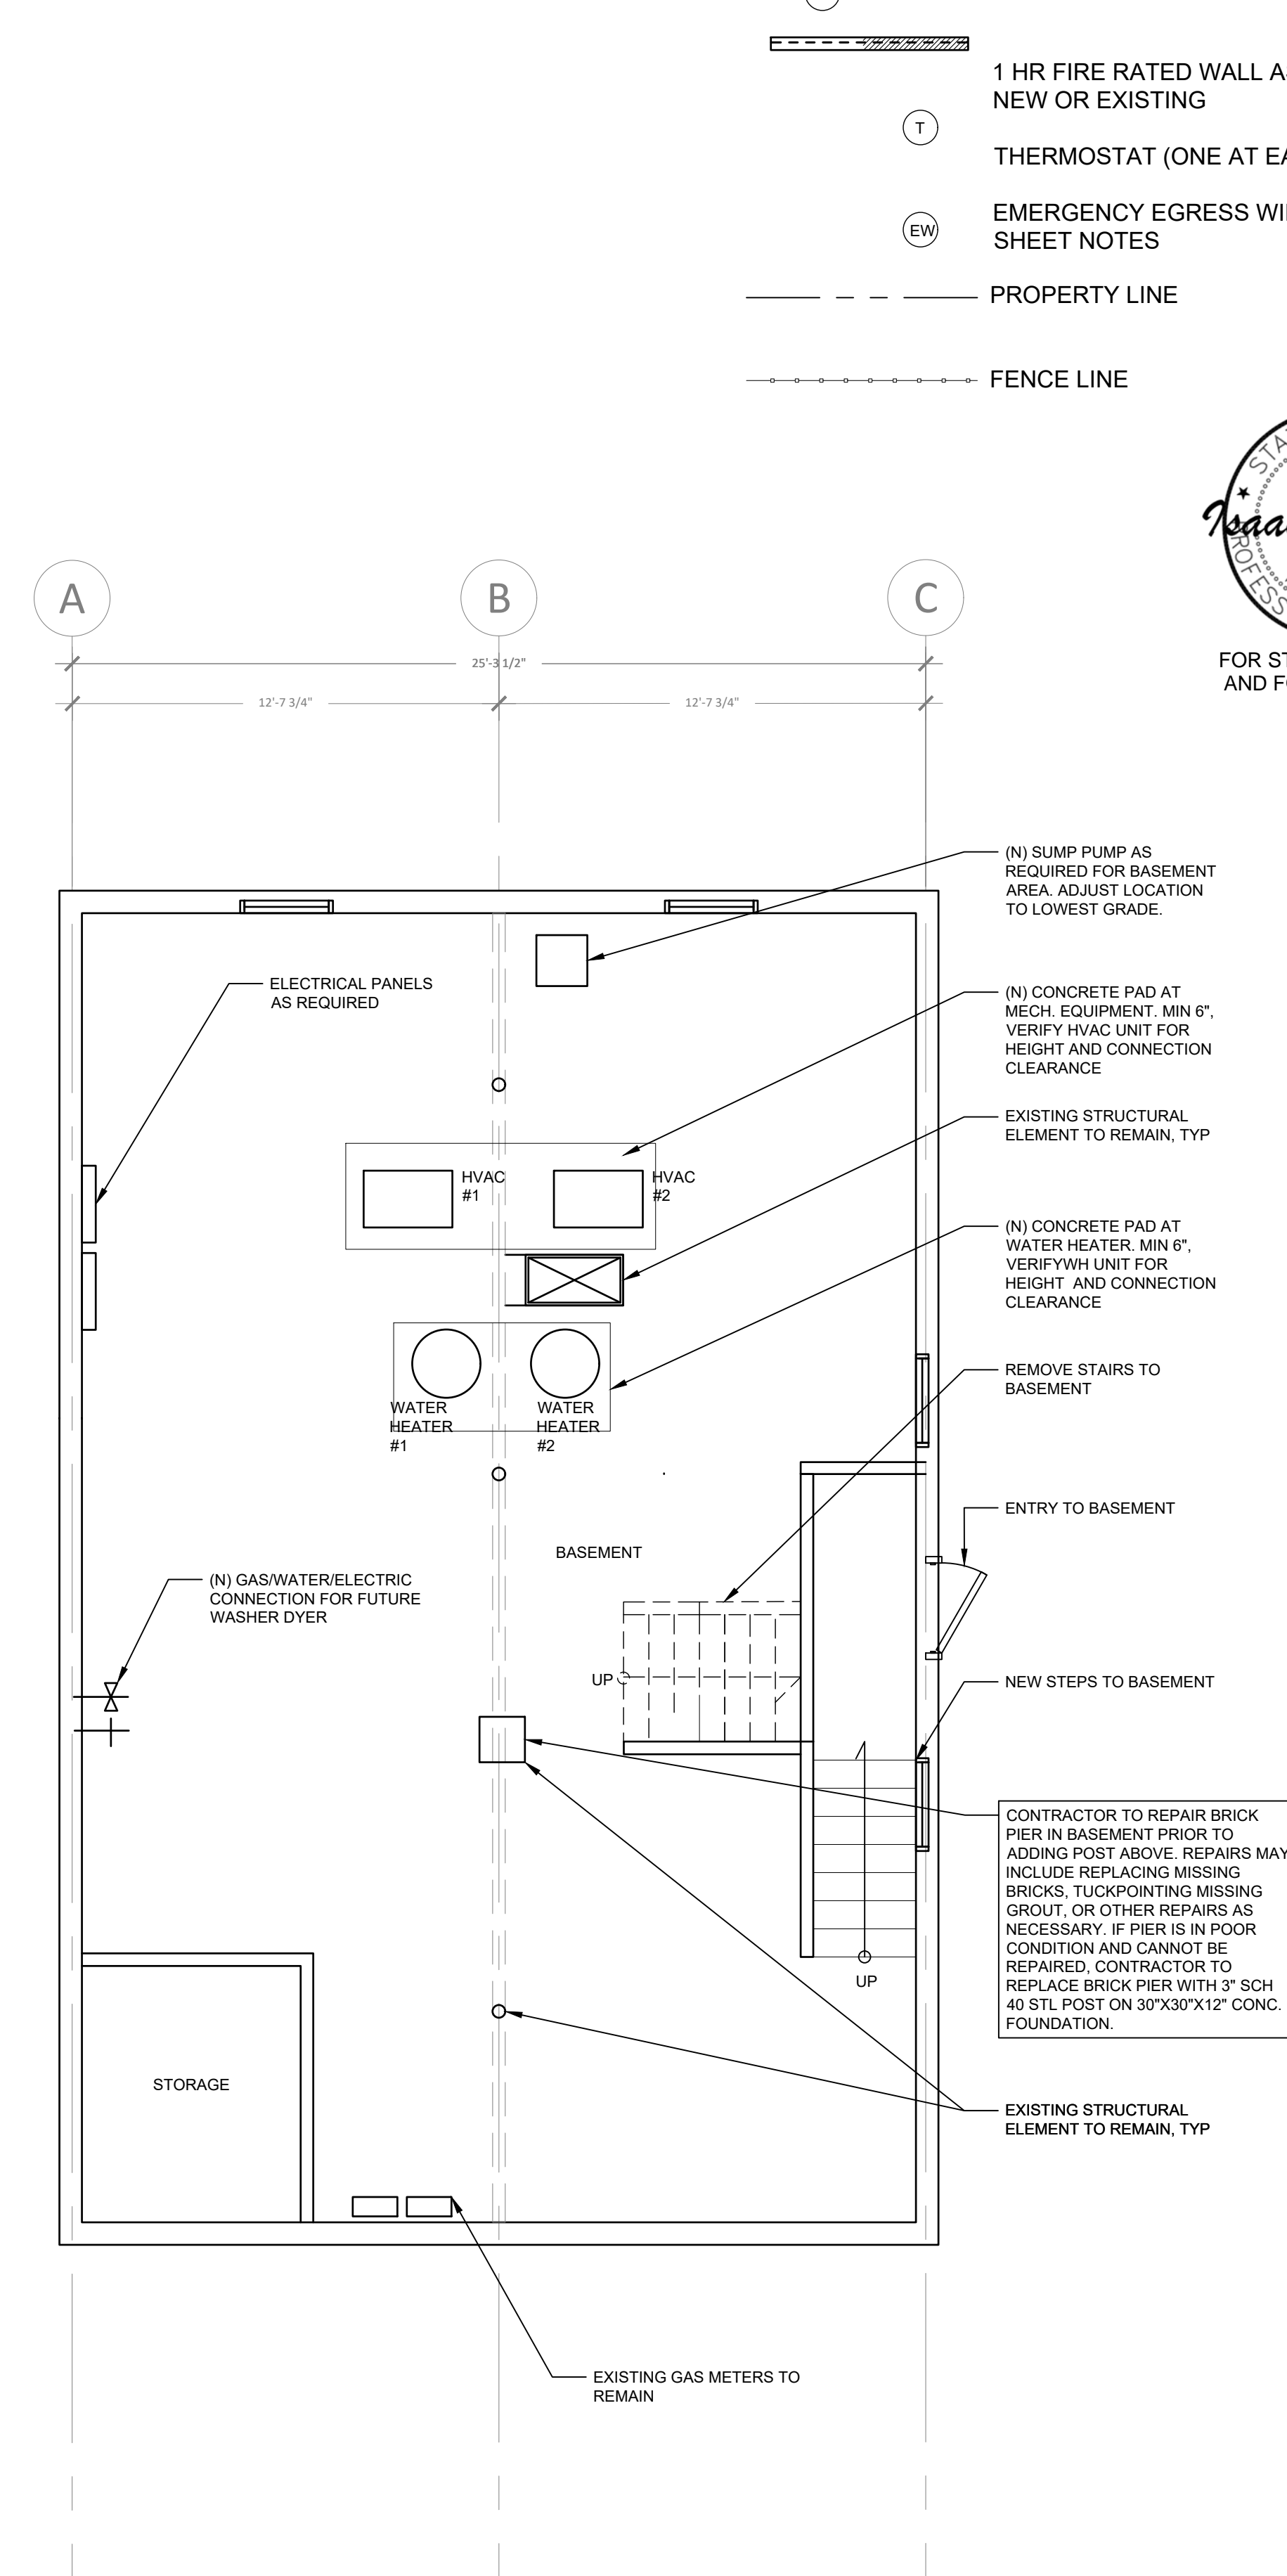 1 HR FIRE RATED WALL
NEW OR EXISTING
T
THERMOSTAT (ONE AT
EMERGENCY EGRESS
SHEET NOTES
EW
PROPERTY LINE
FENCE LINE
FOR
AND
A
B
C
25'-3 1/2"
12'-7 3/4"
12'-7 3/4"
(N) SUMP PUMP AS
REQUIRED FOR BASEMENT
AREA. ADJUST LOCATION
TO LOWEST GRADE.
ELECTRICAL PANELS
AS REQUIRED
(N) CONCRETE PAD AT
MECH. EQUIPMENT. MIN 6",
VERIFY HVAC UNIT FOR
HEIGHT AND CONNECTION
CLEARANCE
EXISTING STRUCTURAL
ELEMENT TO REMAIN, TYP
HVAC
#1
HVAC
#2
(N) CONCRETE PAD AT
WATER HEATER. MIN 6",
VERIFYWH UNIT FOR
HEIGHT AND CONNECTION
CLEARANCE
WATER
HEATER
#1
WATER
HEATER
#2
REMOVE STAIRS TO
BASEMENT
ENTRY TO BASEMENT
BASEMENT
(N) GAS/WATER/ELECTRIC
CONNECTION FOR FUTURE
WASHER DYER
UP
NEW STEPS TO BASEMENT
CONTRACTOR TO REPAIR BRICK
PIER IN BASEMENT PRIOR TO
ADDING POST ABOVE. REPAIRS MAY
INCLUDE REPLACING MISSING
BRICKS, TUCKPOINTING MISSING
GROUT, OR OTHER REPAIRS AS
NECESSARY. IF PIER IS IN POOR
CONDITION AND CANNOT BE
REPAIRED, CONTRACTOR TO
REPLACE BRICK PIER WITH 3" SCH
40 STL POST ON 30"X30"X12" CONC.
FOUNDATION.
UP
STORAGE
EXISTING STRUCTURAL
ELEMENT TO REMAIN, TYP
EXISTING GAS METERS TO
REMAIN